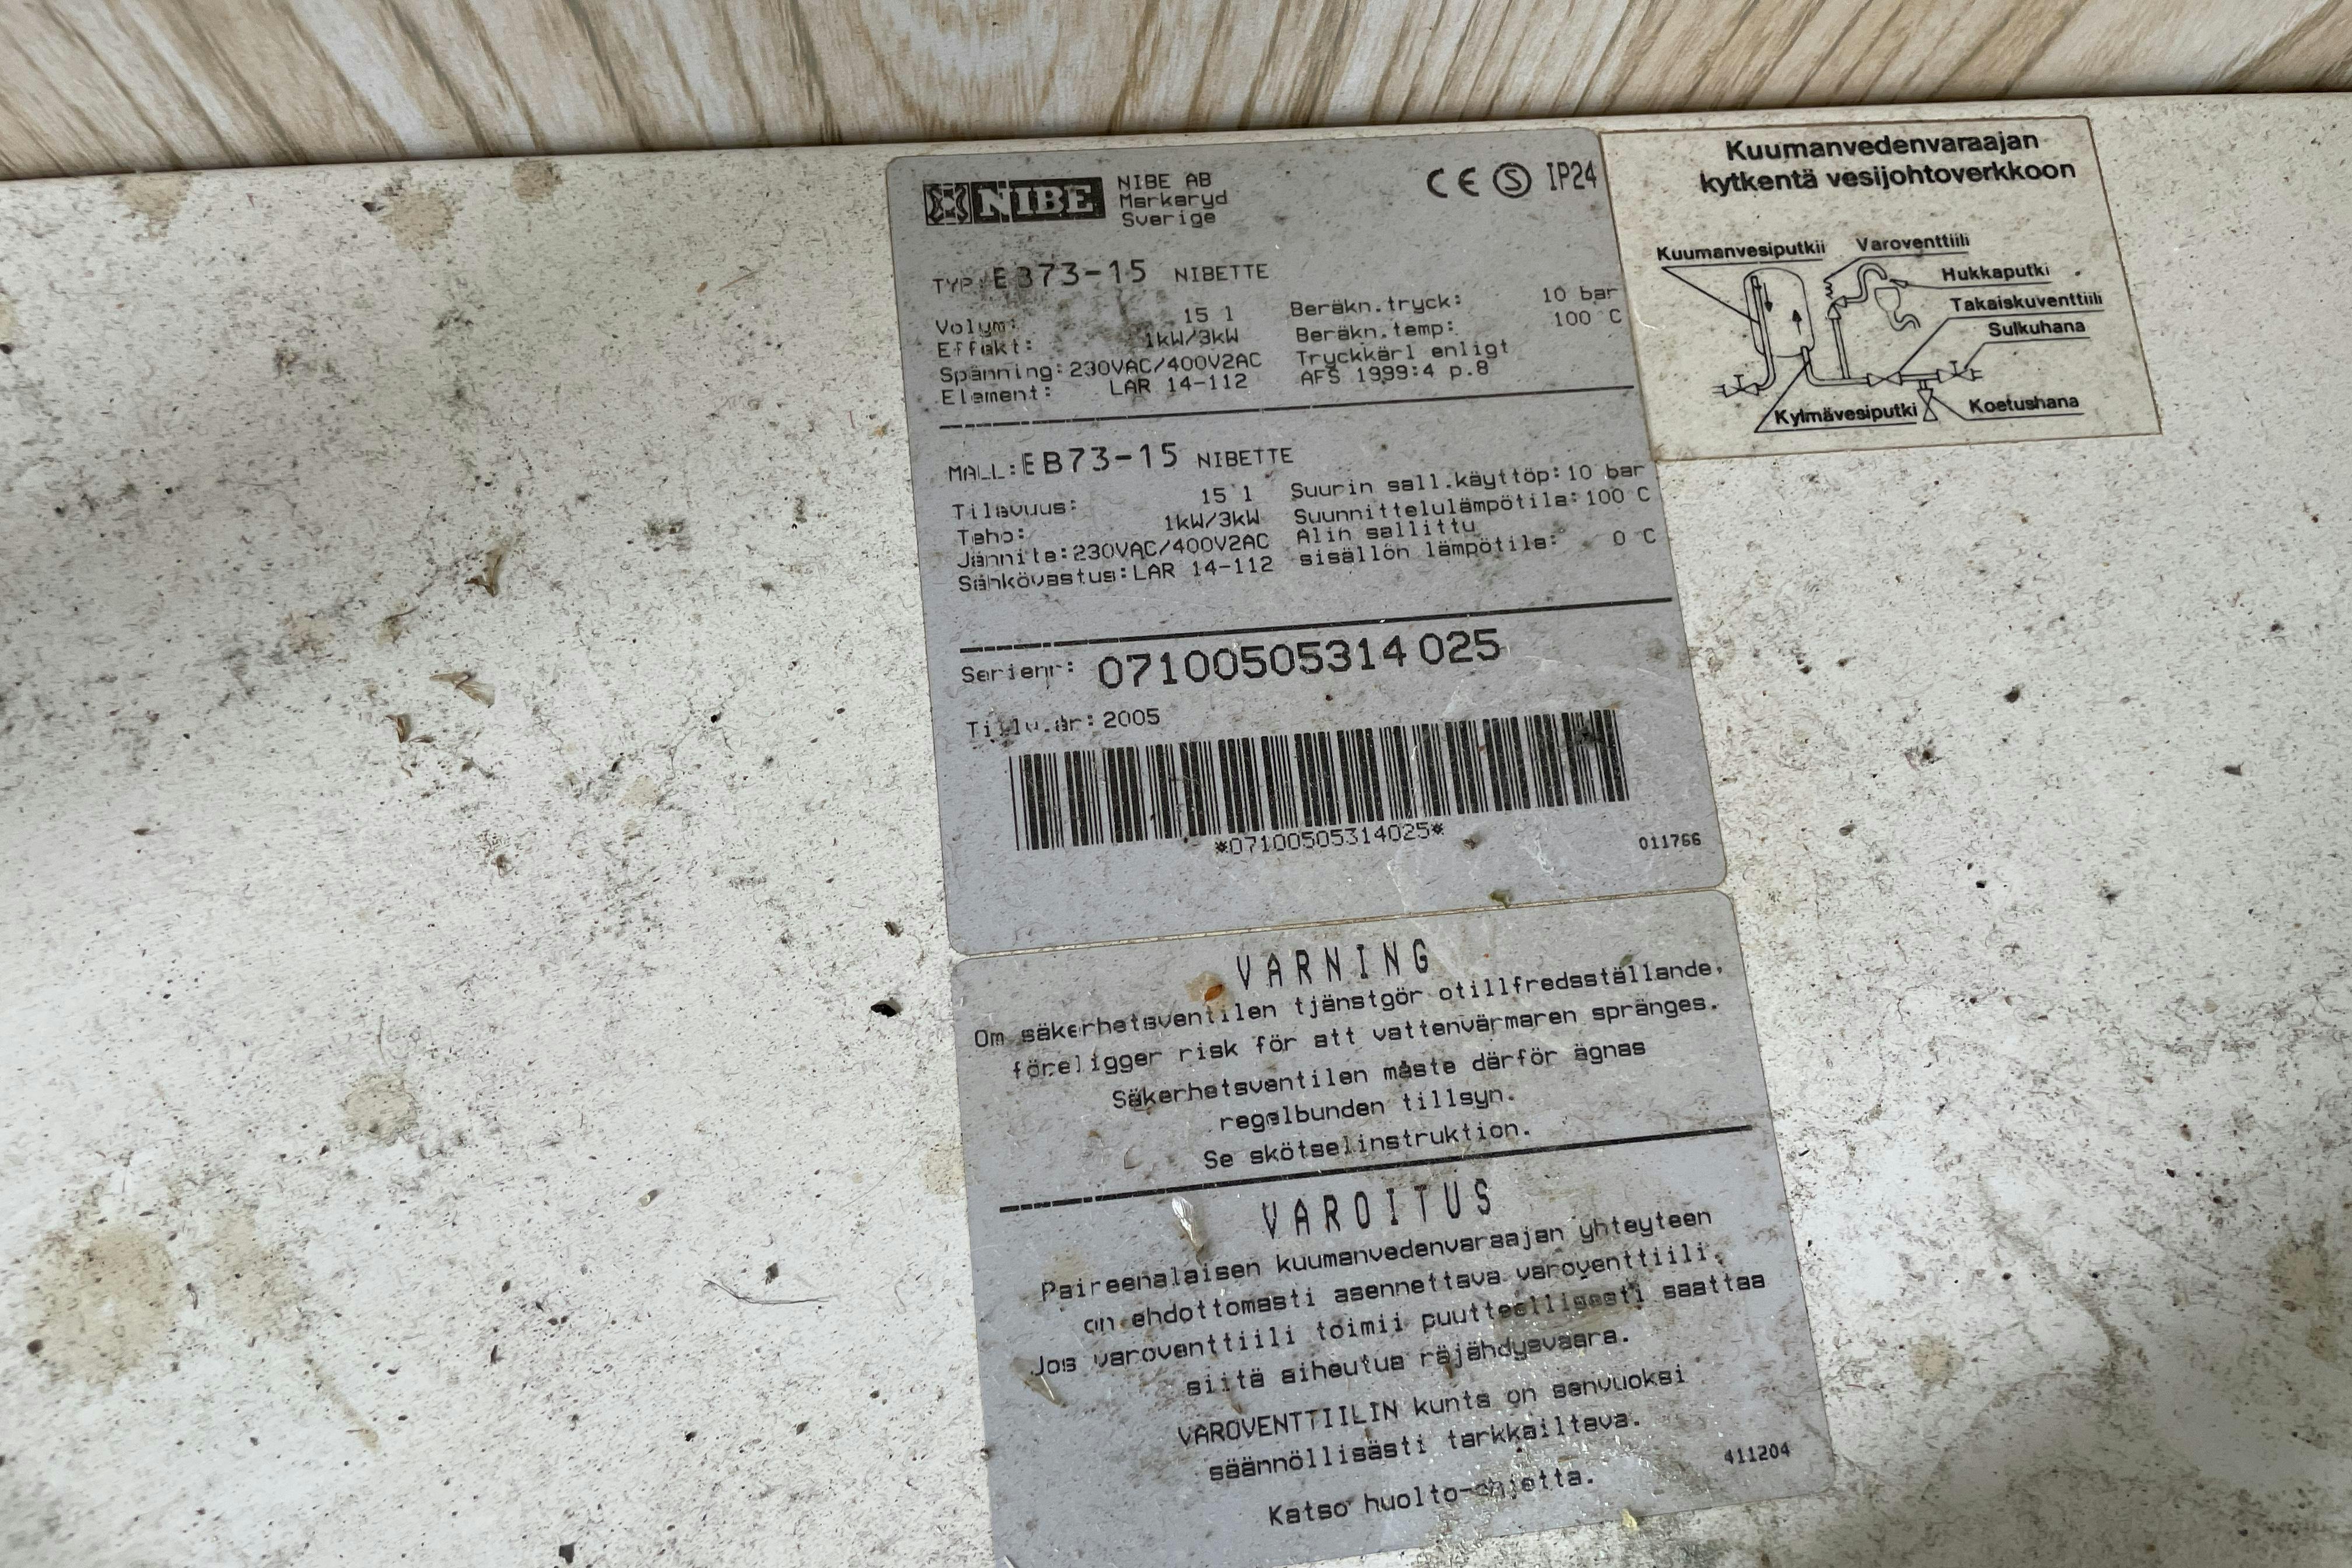 NIBE
NIBE AB
Markaryd
Sverige
CE S IP24
TYP: EB73-15 NIBETTE
Volym: 15 l
Effekt: 1kW/3kW
Spänning: 230VAC/400V2AC
Element: LAR 14-112
Beräkn.tryck: 10 bar
Beräkn.temp: 100 C
Tryckkärl enligt
AFS 1999:4 p.8
MALL: EB73-15 NIBETTE
Tilavuus: 15 l
Teho: 1kW/3kW
Jännite: 230VAC/400V2AC
Sähkövastus: LAR 14-112
Suurin sall.käyttöp: 10 bar
Suunnittelulämpötila: 100 C
Alin sallittu
sisällön lämpötila: 0 C
Serienr: 07100505314 025
Tillv.år: 2005
*07100505314025*
011766
VARNING
Om säkerhetsventilen tjänstgör otillfredsställande,
föreligger risk för att vattenvärmaren spränges.
Säkerhetsventilen måste därför ägnas
regelbunden tillsyn.
Se skötselinstruktion.
VAROITUS
Paineenalaisen kuumanvedenvaraajan yhteyteen
on ehdottomasti asennettava varoventtiili.
Jos varoventtiili toimii puutteellisesti saattaa
siitä aiheutua räjähdysvaara.
VAROVENTTIILIN kunta on senvuoksi
säännöllisästi tarkkailtava.
Katso huolto-ohjetta.
411204
Kuumanvedenvaraajan
kytkentä vesijohtoverkkoon
Kuumanvesiputkii
Varoventtiili
Hukkaputki
Takaiskuventtiili
Sulkuhana
Kylmävesiputki
Koetushana